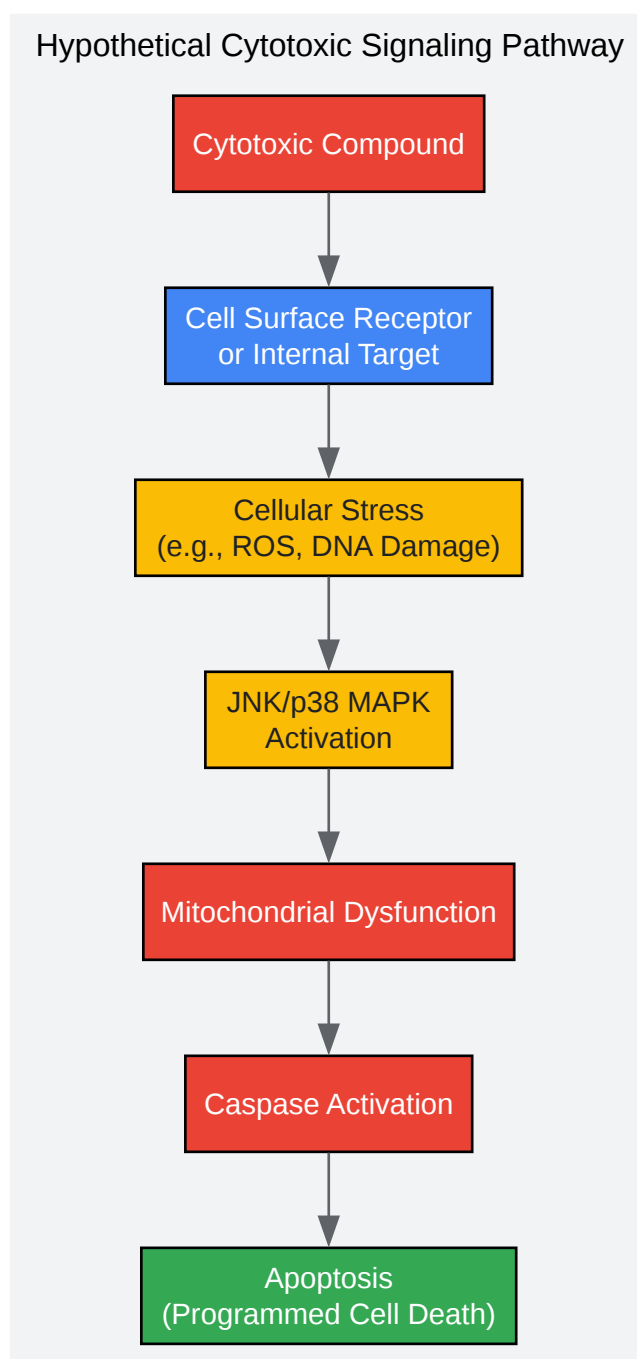 Hypothetical Cytotoxic Signaling Pathway
Cytotoxic Compound
Cell Surface Receptor
or Internal Target
Cellular Stress
(e.g., ROS, DNA Damage)
JNK/p38 MAPK
Activation
Mitochondrial Dysfunction
Caspase Activation
Apoptosis
(Programmed Cell Death)